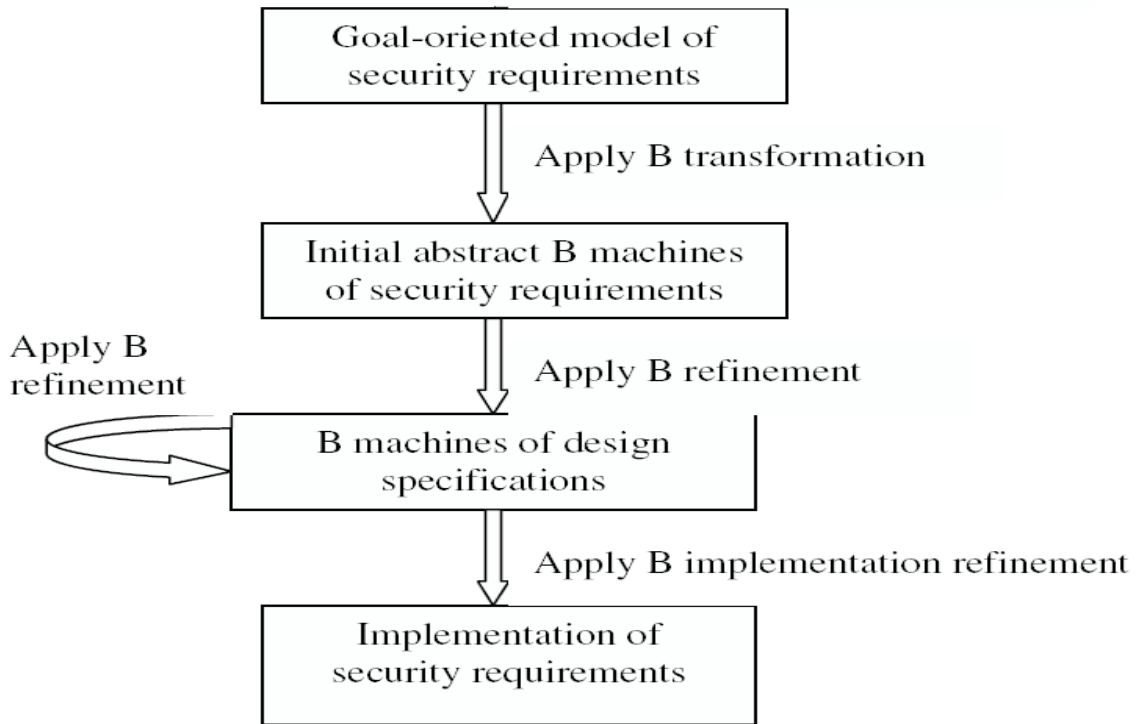 Goal-oriented model of
security requirements
Apply B transformation
Initial abstract B machines
of security requirements
Apply B
refinement
Apply B refinement
B machines of design
specifications
Apply B implementation refinement
Implementation of
security requirements